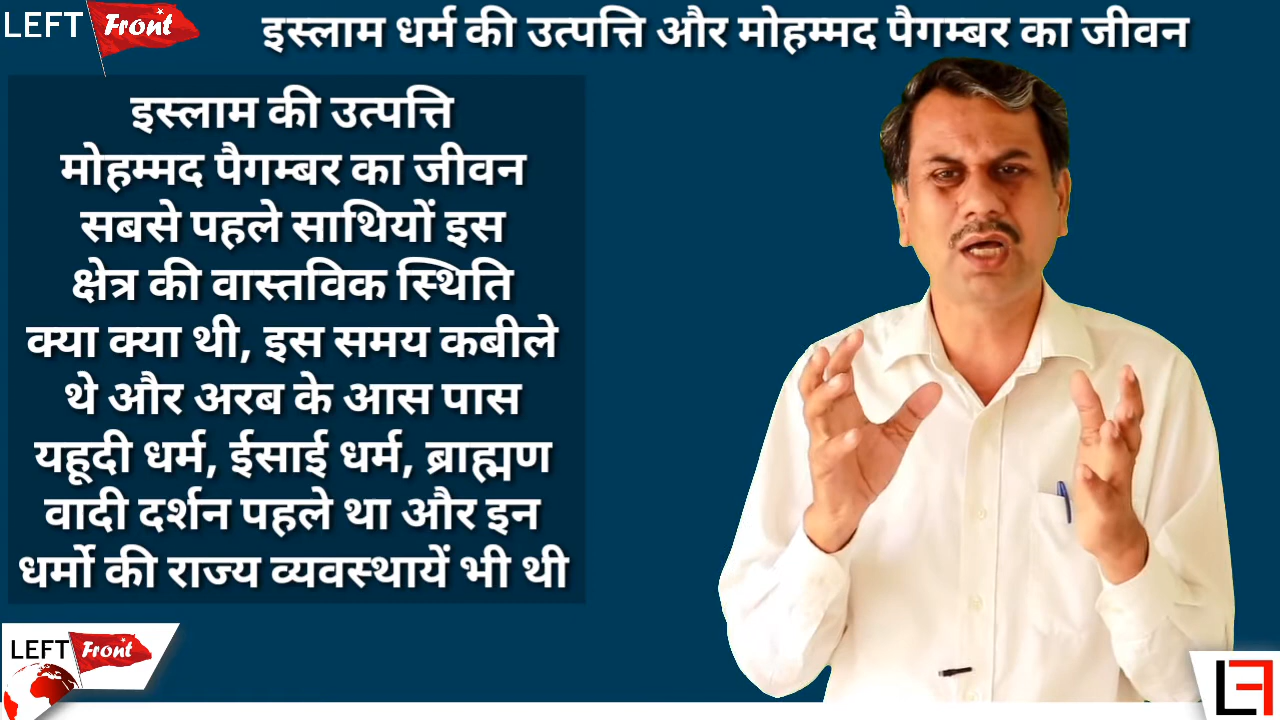 LEFT Front
इस्लाम धर्म की उत्पत्ति और मोहम्मद पैगम्बर का जीवन
इस्लाम की उत्पत्ति
मोहम्मद पैगम्बर का जीवन
सबसे पहले साथियों इस
क्षेत्र की वास्तविक स्थिति
क्या क्या थी, इस समय कबीले
थे और अरब के आस पास
यहूदी धर्म, ईसाई धर्म, ब्राह्मण
वादी दर्शन पहले था और इन
धर्मो की राज्य व्यवस्थायें भी थी
LEFT Front
LF